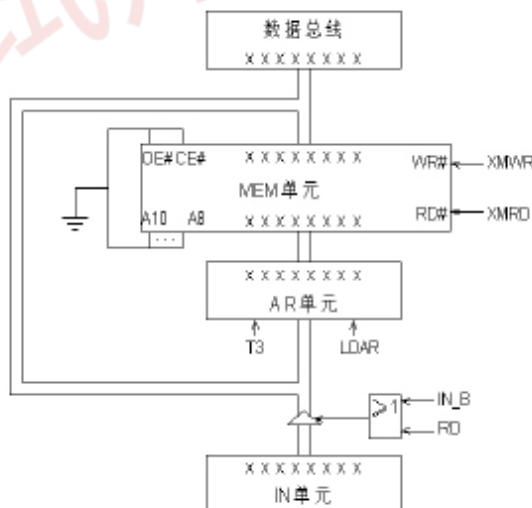 数据总线
X X X X X X X X
OE# CE# X X X X X X X X WR# XMWR
MEM单元
A10 A8 X X X X X X X X RD# XMRD
...
X X X X X X X X
AR单元
T3 LDAR
≥1 IN_B
RD
X X X X X X X X
IN单元